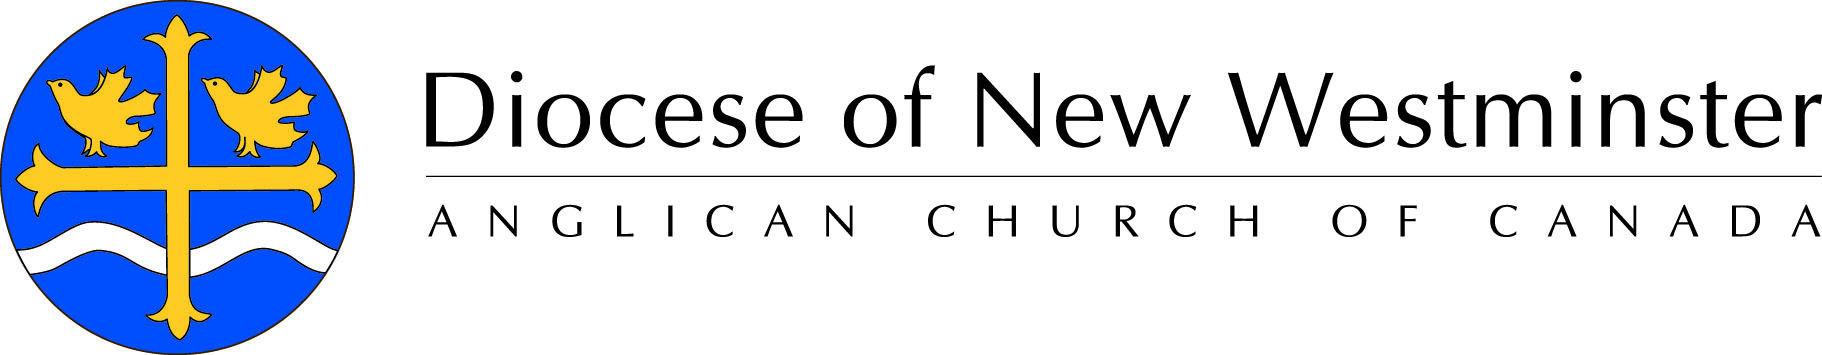 Diocese of New Westminster
ANGLICAN CHURCH OF CANADA